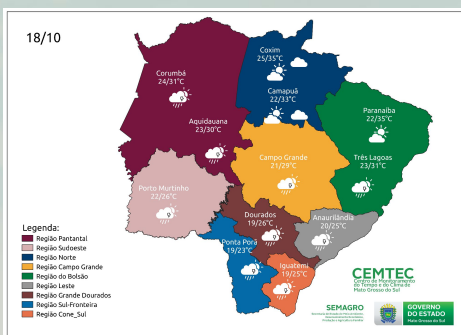 18/10
Coxim
25/35°C
Corumbá
24/31°C
Camapuã
22/33°C
Paranaíba
22/35°C
Aquidauana
23/30°C
Campo Grande
21/29°C
Três Lagoas
23/31°C
Porto Murtinho
22/26°C
Dourados
19/26°C
Anaurilândia
20/25°C
Ponta Porã
19/23°C
Iguatemi
19/25°C
Legenda:
Região Pantantal
Região Sudoeste
Região Norte
Região Campo Grande
Região do Bolsão
Região Leste
Região Grande Dourados
Região Sul-Fronteira
Região Cone_Sul
CEMTEC
Centro de Monitoramento
do Tempo e do Clima de
Mato Grosso do Sul
SEMAGRO
GOVERNO
DO ESTADO
Mato Grosso do Sul